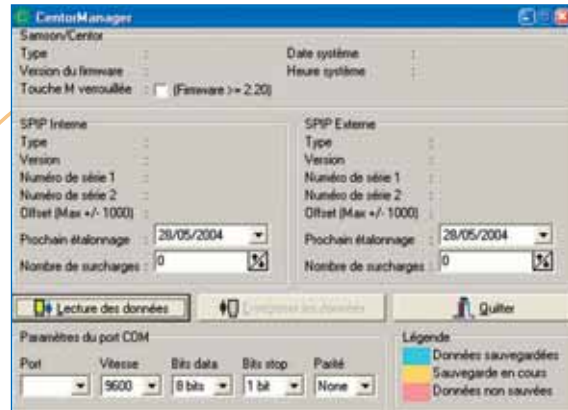 CentorManager
Samson/Centor
Type : Date système :
Version du firmware : Heure système :
Touche M verrouillée : (Firmware >= 2.20)
SPIP Interne SPIP Externe
Type : Type :
Version : Version :
Numéro de série 1 : Numéro de série 1 :
Numéro de série 2 : Numéro de série 2 :
Offset (Max +/- 1000) : Offset (Max +/- 1000) :
Prochain étalonnage : 28/05/2004 Prochain étalonnage : 28/05/2004
Nombre de surcharges : 0 Nombre de surcharges : 0
Lecture des données Enregistrer les données Quitter
Paramètres du port COM Légende
Port Vitesse Bits data Bits stop Parité Données sauvegardées
9600 8 bits 1 bit None Sauvegarde en cours
Données non sauvées